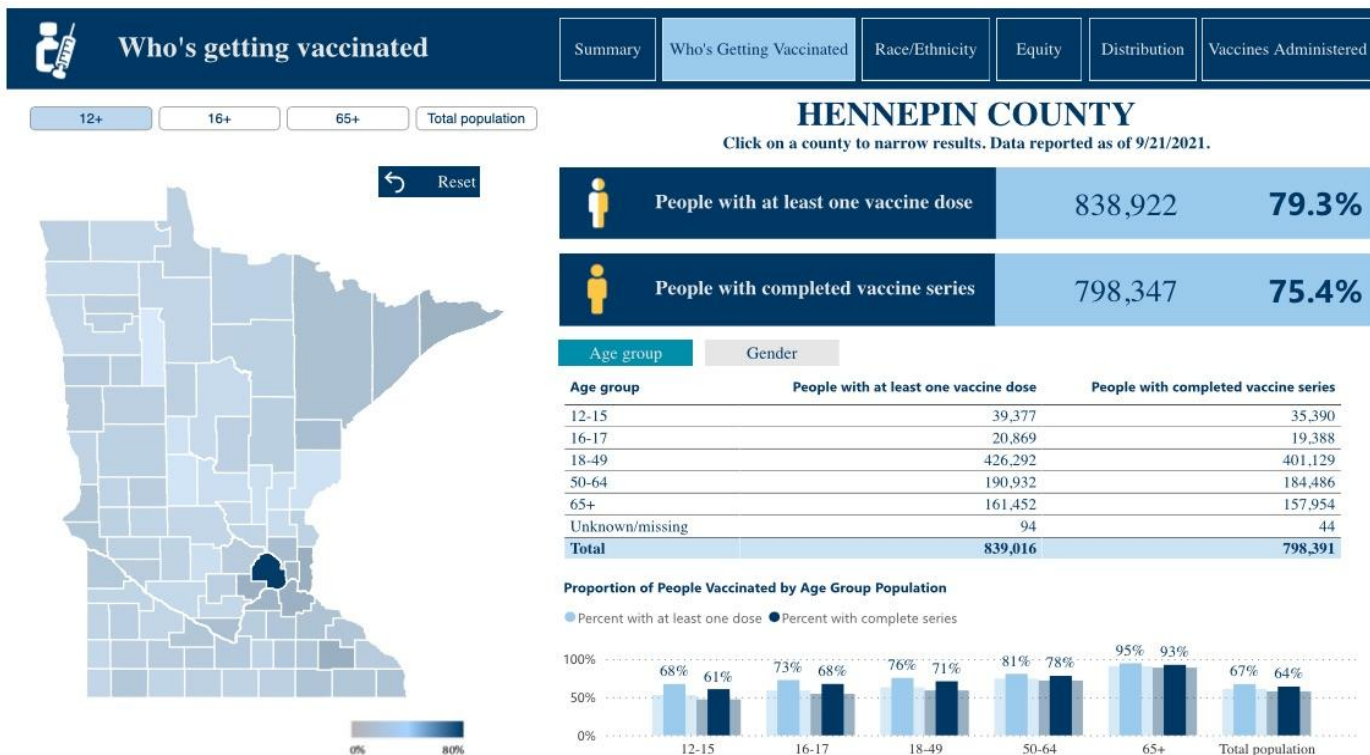 Who's getting vaccinated
Summary
Who's Getting Vaccinated
Race/Ethnicity
Equity
Distribution
Vaccines Administered
12+
16+
65+
Total population
Reset
0%
80%
HENNEPIN COUNTY
Click on a county to narrow results. Data reported as of 9/21/2021.
People with at least one vaccine dose 838,922 79.3%
People with completed vaccine series 798,347 75.4%
Age group
Gender
Age group People with at least one vaccine dose People with completed vaccine series
12-15 39,377 35,390
16-17 20,869 19,388
18-49 426,292 401,129
50-64 190,932 184,486
65+ 161,452 157,954
Unknown/missing 94 44
Total 839,016 798,391
Proportion of People Vaccinated by Age Group Population
Percent with at least one dose Percent with complete series
100%
50%
0%
68% 61% 73% 68% 76% 71% 81% 78% 95% 93% 67% 64%
12-15 16-17 18-49 50-64 65+ Total population